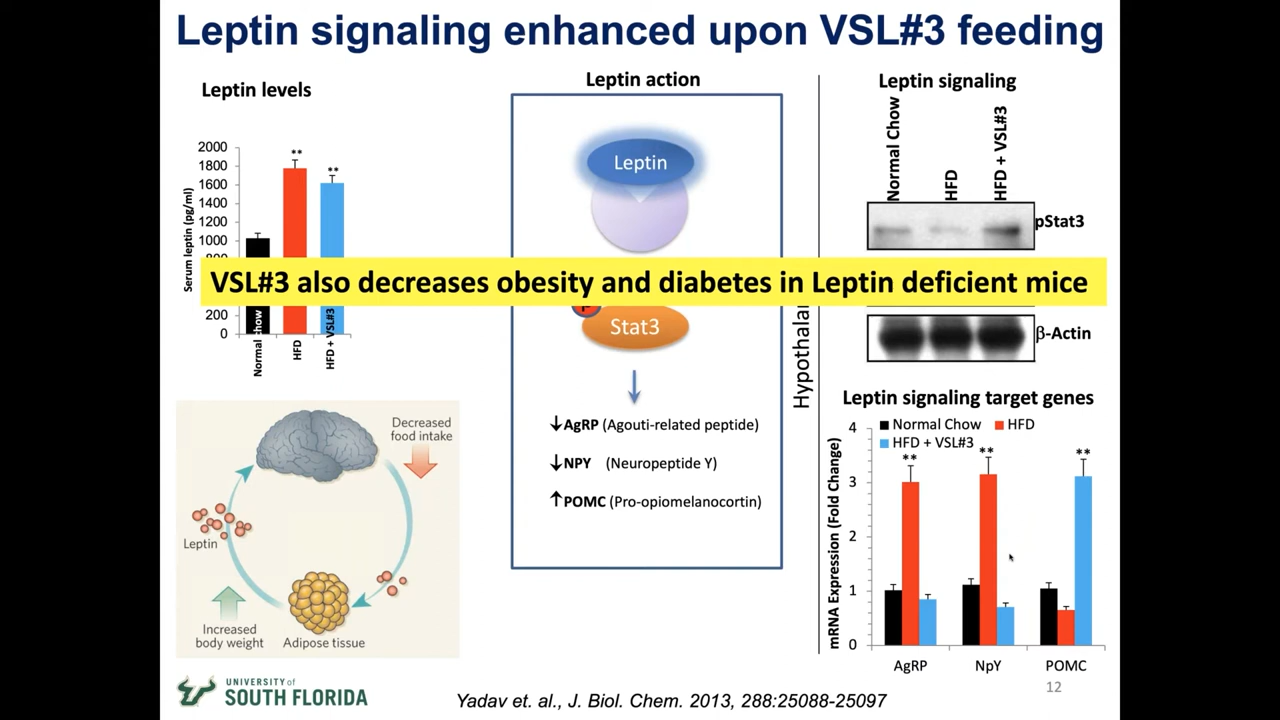 Leptin signaling enhanced upon VSL#3 feeding
Leptin levels
2000
1800
1600
1400
1200
1000
200
0
Serum leptin (pg/ml)
**
**
HFD
HFD + VSL#3
Leptin action
Leptin
VSL#3 also decreases obesity and diabetes in Leptin deficient mice
Stat3
↓AgRP (Agouti-related peptide)
↓NPY (Neuropeptide Y)
↑POMC (Pro-opiomelanocortin)
Leptin signaling
Normal Chow
HFD
HFD + VSL#3
pStat3
β-Actin
Leptin signaling target genes
Normal Chow
HFD
HFD + VSL#3
4
3
2
1
0
mRNA Expression (Fold Change)
**
**
**
AgRP
NpY
POMC
Decreased
food intake
Leptin
Increased
body weight
Adipose tissue
UNIVERSITY of
SOUTH FLORIDA
Yadav et. al., J. Biol. Chem. 2013, 288:25088-25097
12